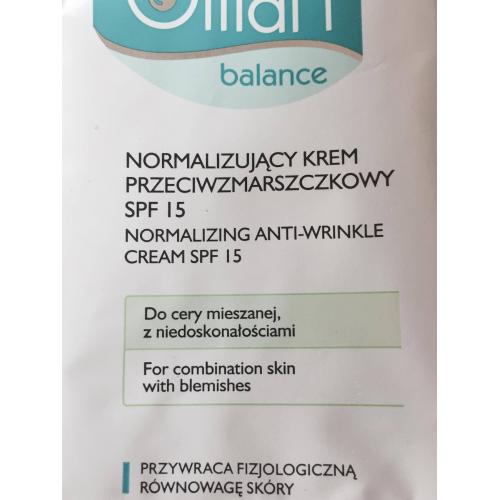 balance
NORMALIZUJĄCY KREM
PRZECIWZMARSZCZKOWY
SPF 15
NORMALIZING ANTI-WRINKLE
CREAM SPF 15
Do cery mieszanej,
z niedoskonałościami
For combination skin
with blemishes
PRZYWRACA FIZJOLOGICZNĄ
RÓWNOWAGĘ SKÓRY